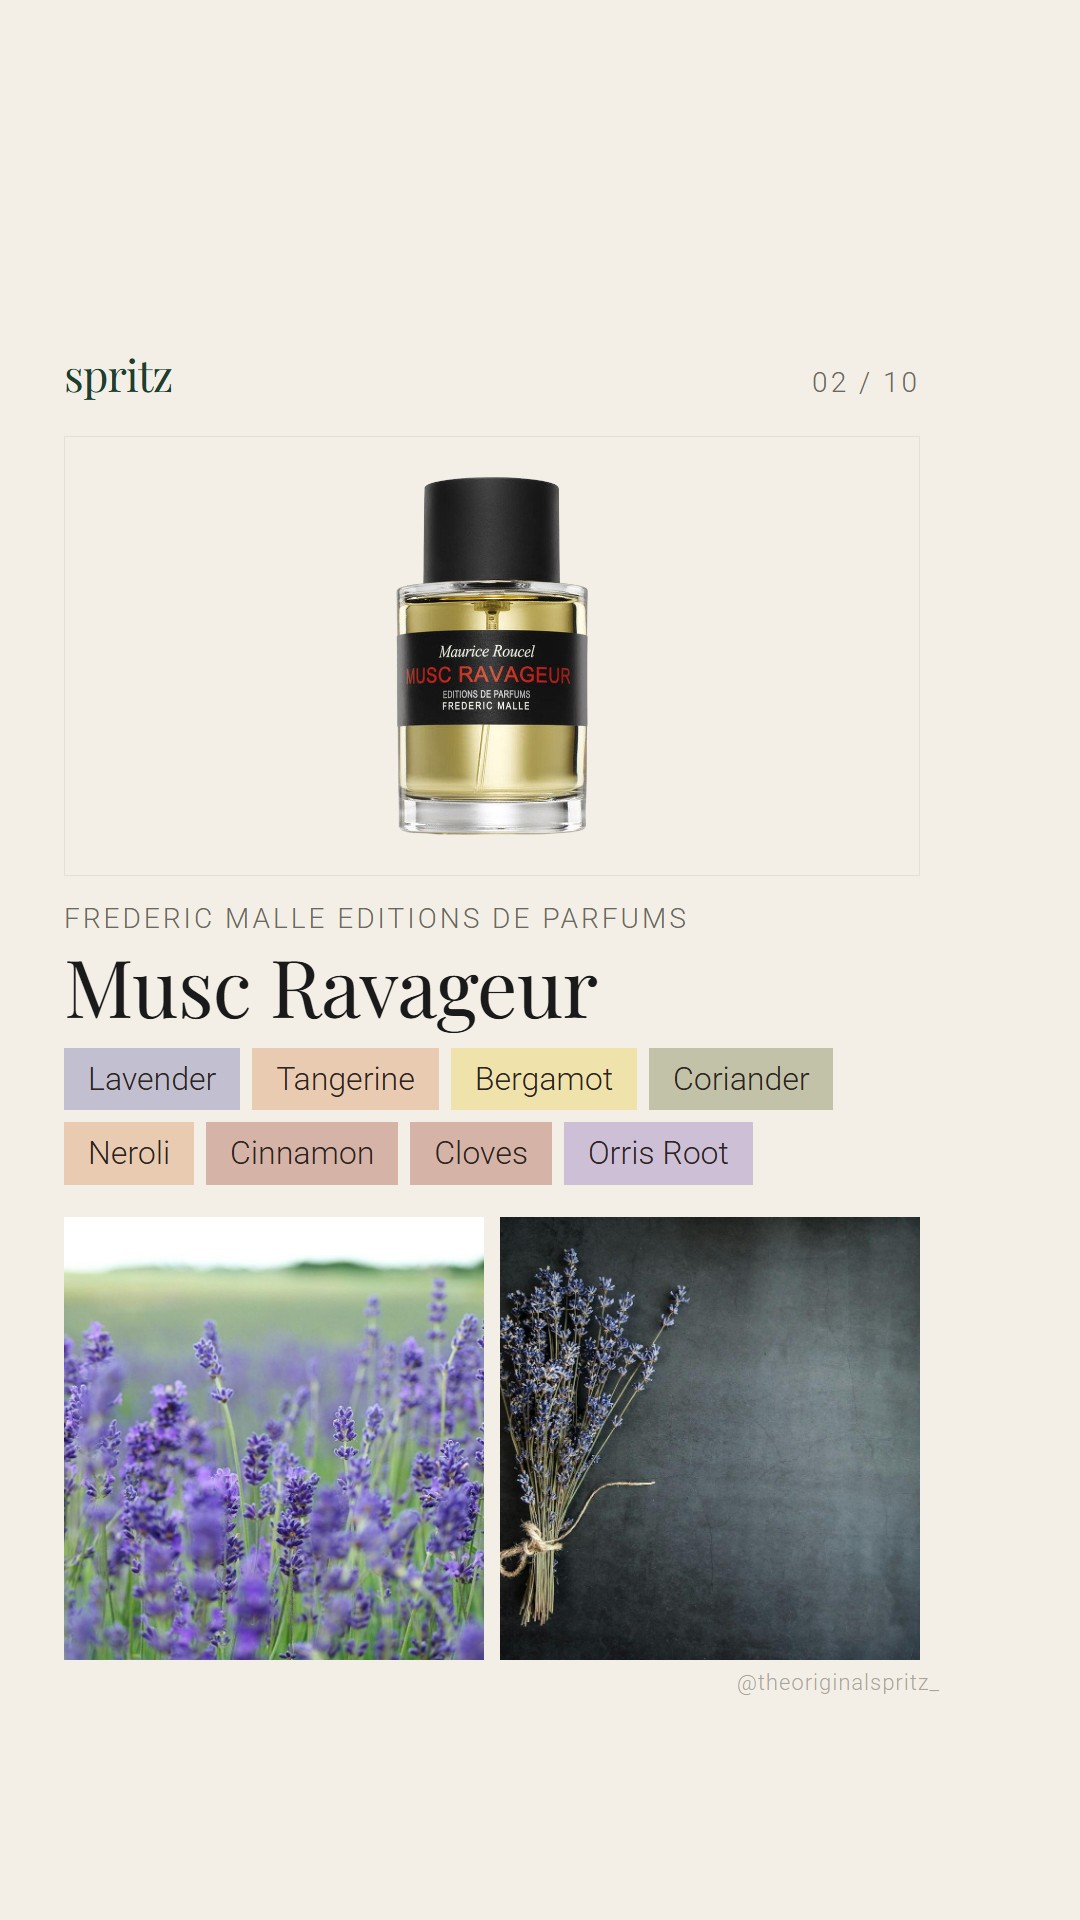 spritz
02 / 10
Maurice Roucel
MUSC RAVAGEUR
EDITIONS DE PARFUMS
FREDERIC MALLE
FREDERIC MALLE EDITIONS DE PARFUMS
Musc Ravageur
Lavender Tangerine Bergamot Coriander
Neroli Cinnamon Cloves Orris Root
@theoriginalspritz_